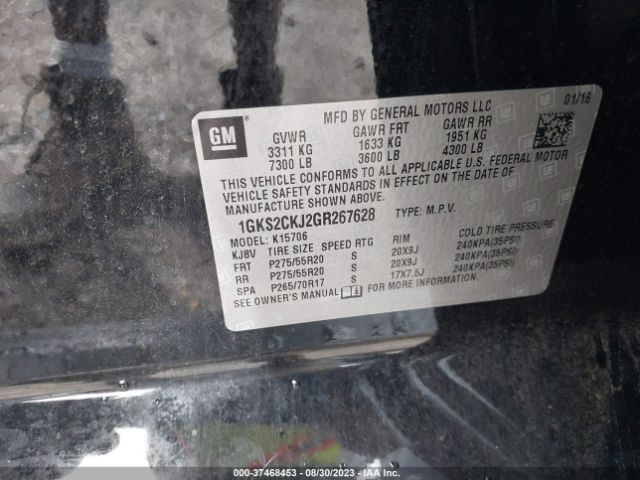 GM
MFD BY GENERAL MOTORS LLC
01/16
GVWR GAWR FRT GAWR RR
3311 KG 1633 KG 1951 KG
7300 LB 3600 LB 4300 LB
THIS VEHICLE CONFORMS TO ALL APPLICABLE U.S. FEDERAL MOTOR
VEHICLE SAFETY STANDARDS IN EFFECT ON THE DATE OF
MANUFACTURE SHOWN ABOVE.
1GKS2CKJ2GR267628 TYPE: M.P.V.
MODEL: K15706
KJ8V TIRE SIZE SPEED RTG RIM COLD TIRE PRESSURE
FRT P275/55R20 S 20X9J 240KPA(35PSI)
RR P275/55R20 S 20X9J 240KPA(35PSI)
SPA P265/70R17 S 17X7.5J 240KPA(35PSI)
SEE OWNER'S MANUAL FOR MORE INFORMATION.
000-37468453 - 08/30/2023 - IAA Inc.